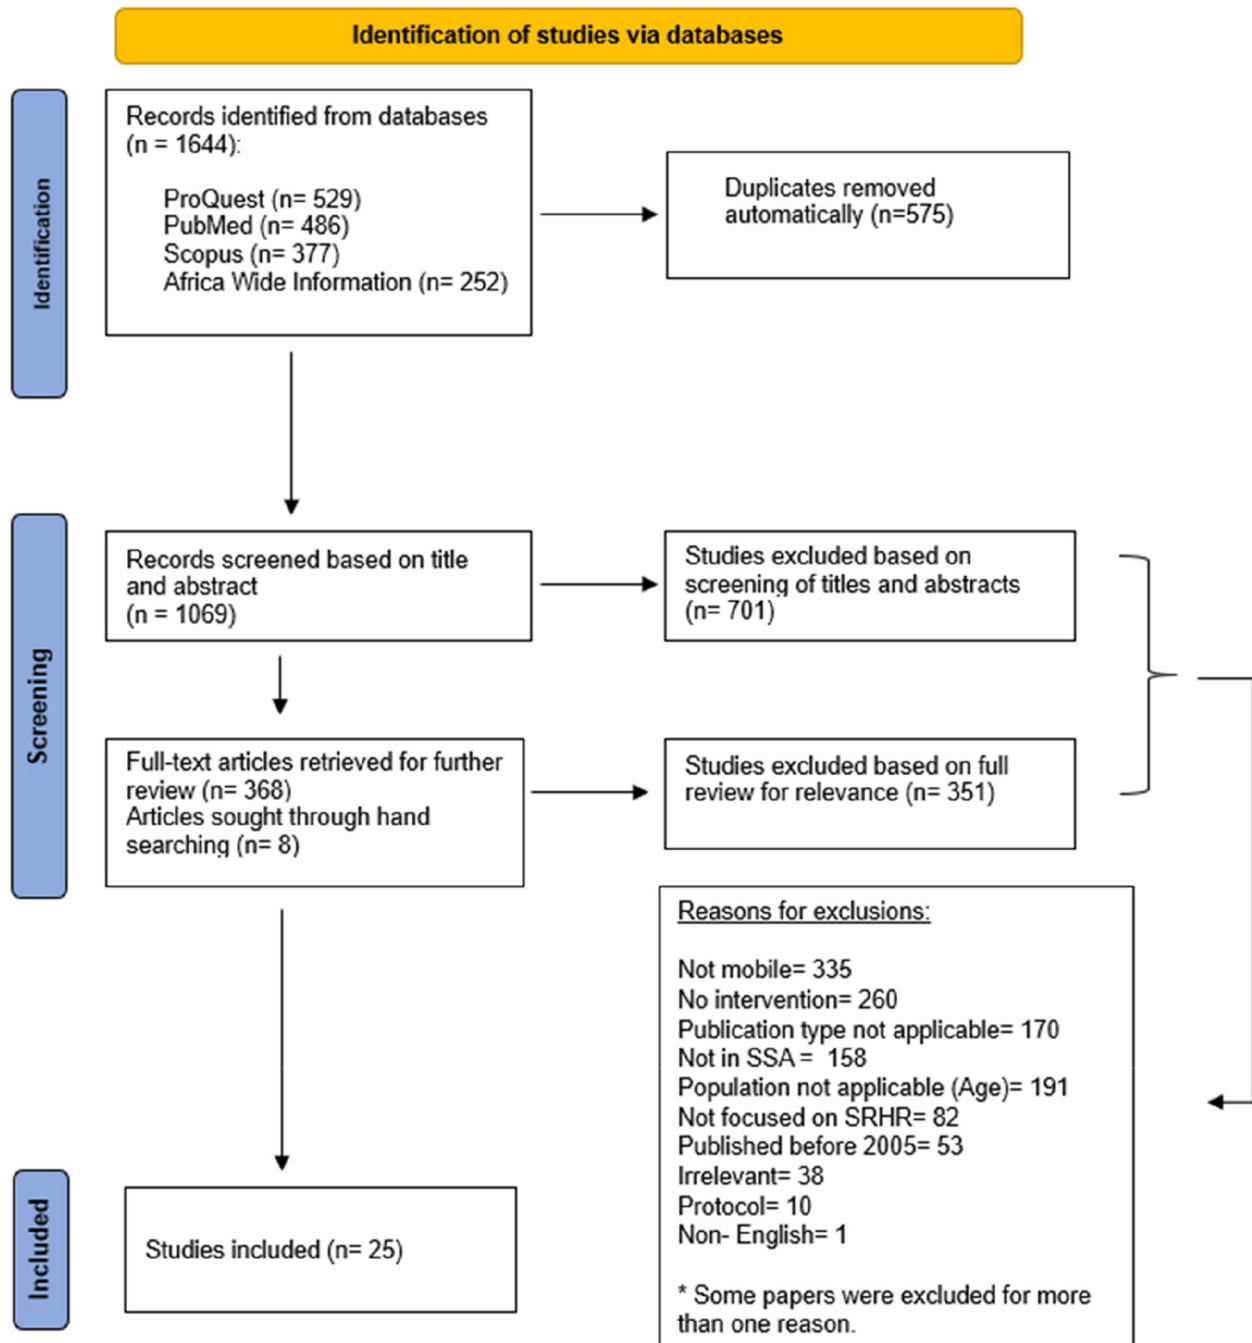 Identification of studies via databases
Identification
Records identified from databases
(n = 1644):
ProQuest (n= 529)
PubMed (n= 486)
Scopus (n= 377)
Africa Wide Information (n= 252)
Duplicates removed
automatically (n=575)
Screening
Records screened based on title
and abstract
(n = 1069)
Studies excluded based on
screening of titles and abstracts
(n= 701)
Full-text articles retrieved for further
review (n= 368)
Articles sought through hand
searching (n= 8)
Studies excluded based on full
review for relevance (n= 351)
Reasons for exclusions:
Not mobile= 335
No intervention= 260
Publication type not applicable= 170
Not in SSA = 158
Population not applicable (Age)= 191
Not focused on SRHR= 82
Published before 2005= 53
Irrelevant= 38
Protocol= 10
Non- English= 1
* Some papers were excluded for more
than one reason.
Included
Studies included (n= 25)